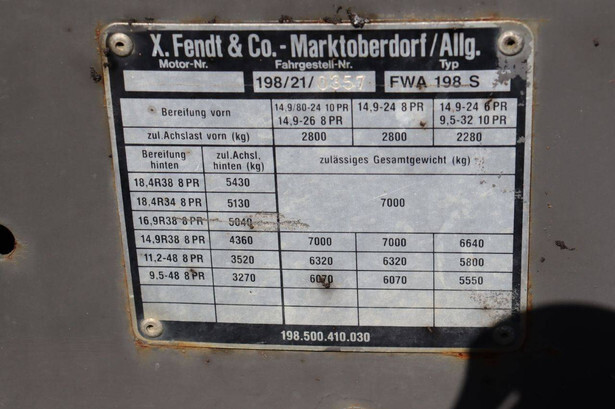 X. Fendt & Co. - Marktoberdorf/Allg.
Motor-Nr. Fahrgestell-Nr. Typ
198/21/ FWA 198 S
Bereifung vorn 14,9/80-24 10 PR 14,9-26 8 PR 14,9-24 8 PR 14,9-24 6 PR 9,5-32 10 PR
zul. Achslast vorn (kg) 2800 2800 2280
Bereifung hinten zul. Achsl. hinten (kg) zulässiges Gesamtgewicht (kg)
18,4R38 8 PR 5430
18,4R34 8 PR 5130 7000
16,9R38 8 PR 5040
14,9R38 8 PR 4360 7000 7000 6640
11,2-48 8 PR 3520 6320 6320 5800
9,5-48 8 PR 3270 6070 6070 5550
198.500.410.030